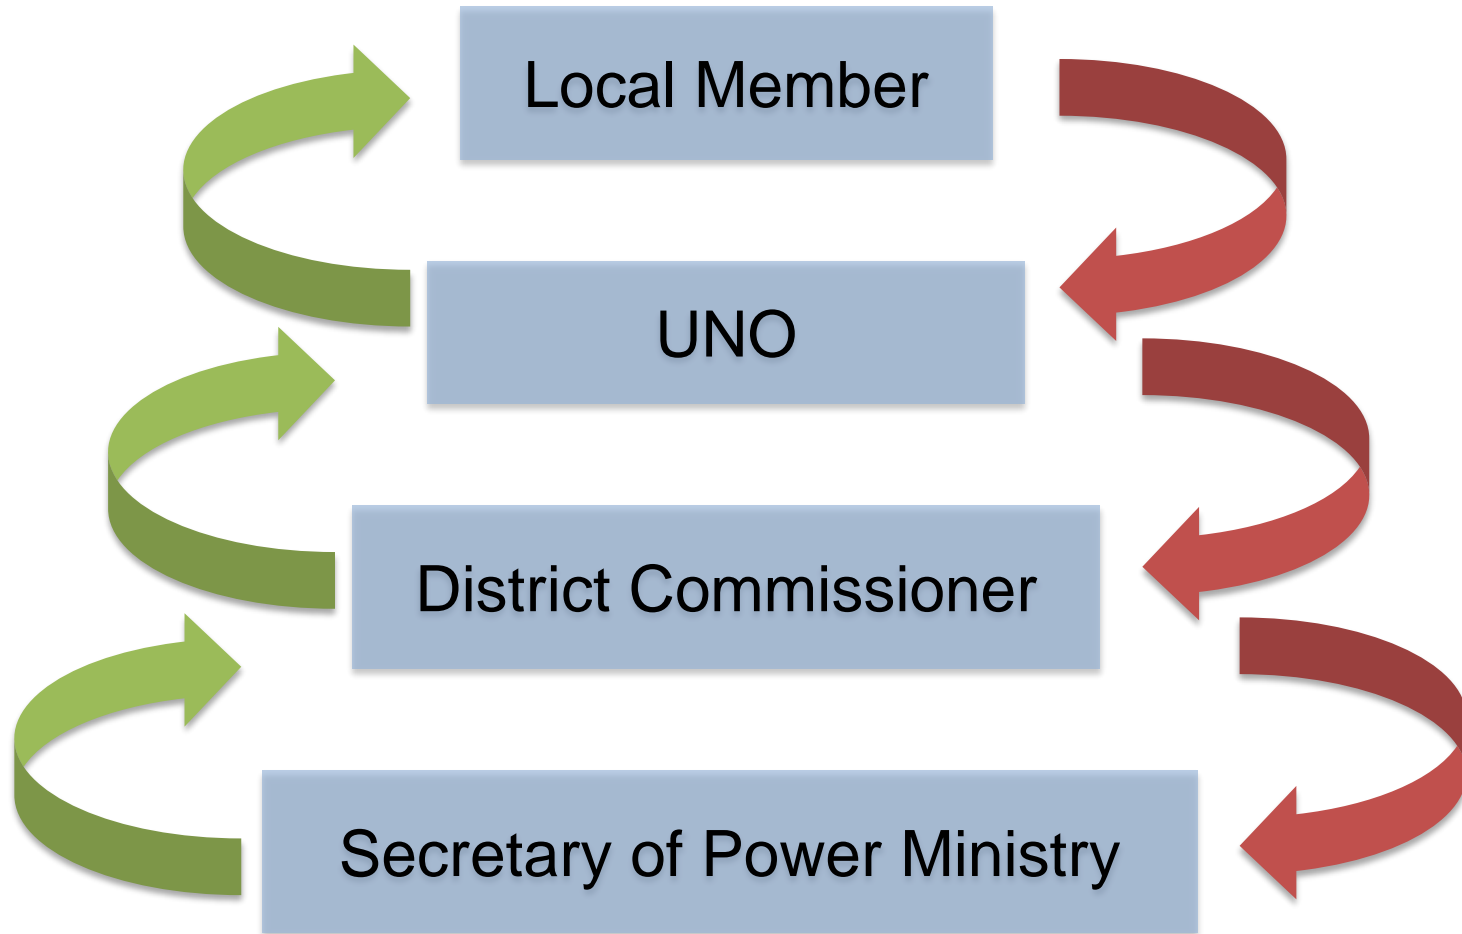 Local Member
UNO
District Commissioner
Secretary of Power Ministry